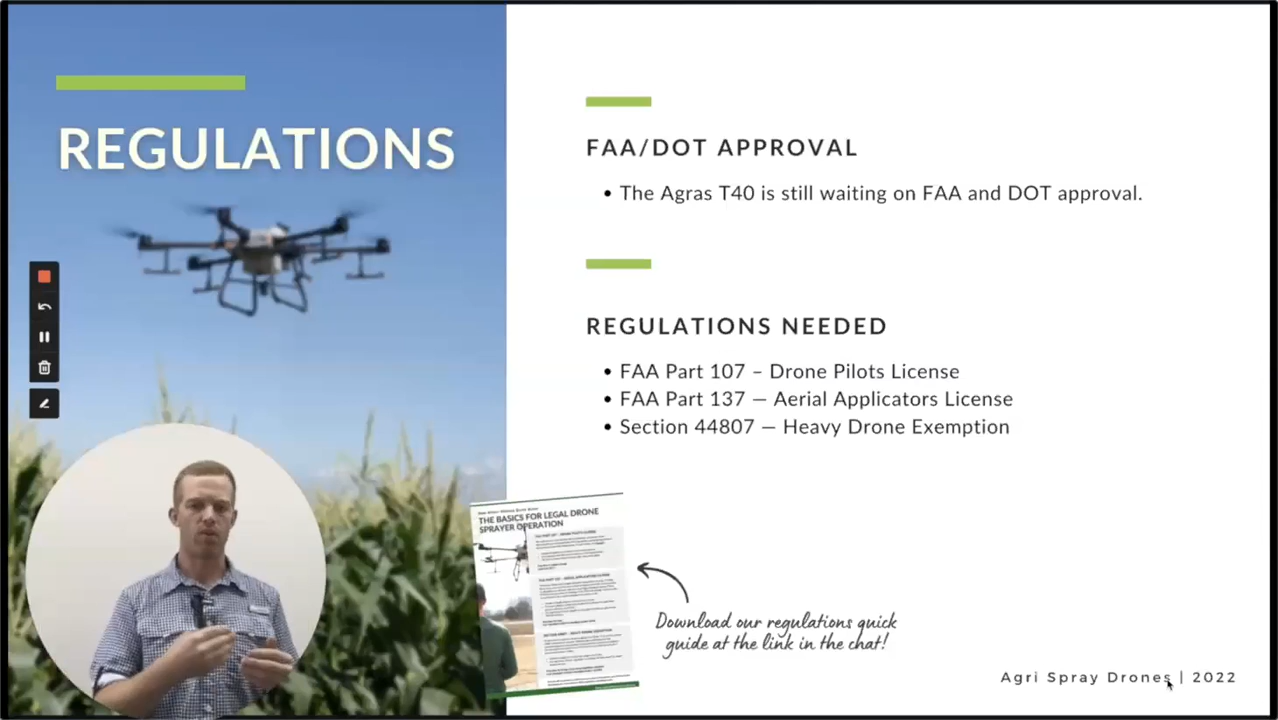 REGULATIONS
FAA/DOT APPROVAL
• The Agras T40 is still waiting on FAA and DOT approval.
REGULATIONS NEEDED
• FAA Part 107 – Drone Pilots License
• FAA Part 137 — Aerial Applicators License
• Section 44807 — Heavy Drone Exemption
THE BASICS FOR LEGAL DRONE
SPRAYER OPERATION
Download our regulations quick
guide at the link in the chat!
Agri Spray Drones | 2022